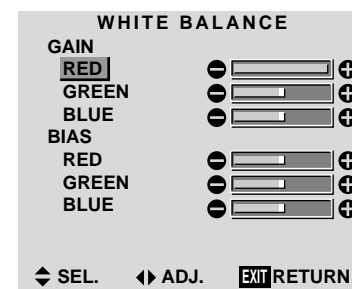 WHITE BALANCE
GAIN
RED
GREEN
BLUE
BIAS
RED
GREEN
BLUE
SEL. ADJ. EXIT RETURN